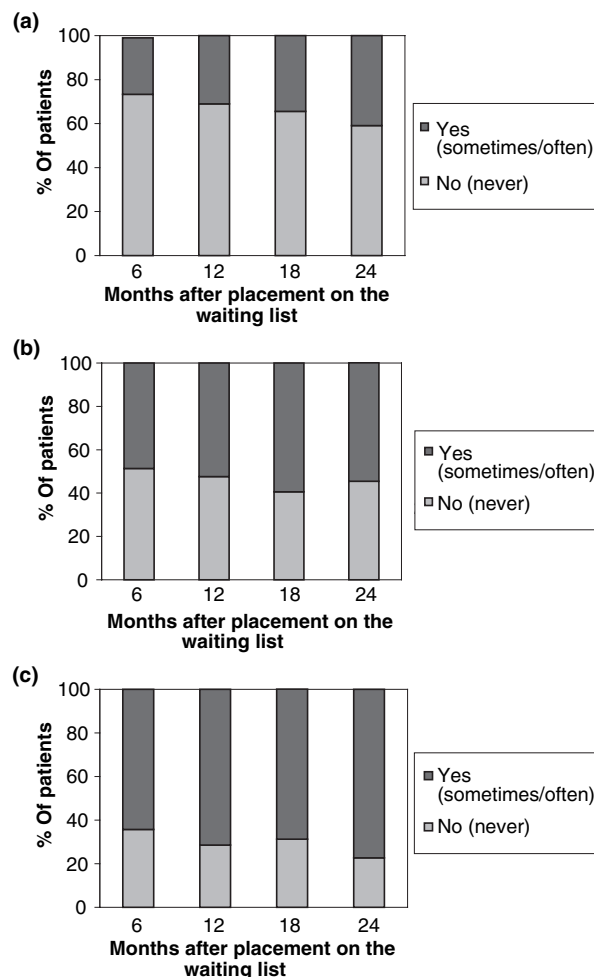 (a)
100
80
60
40
20
0
% Of patients
6 12 18 24
Months after placement on the
waiting list
Yes
(sometimes/often)
No (never)
(b)
100
80
60
40
20
0
% Of patients
6 12 18 24
Months after placement on the
waiting list
Yes
(sometimes/often)
No (never)
(c)
100
80
60
40
20
0
% Of patients
6 12 18 24
Months after placement on the
waiting list
Yes
(sometimes/often)
No (never)